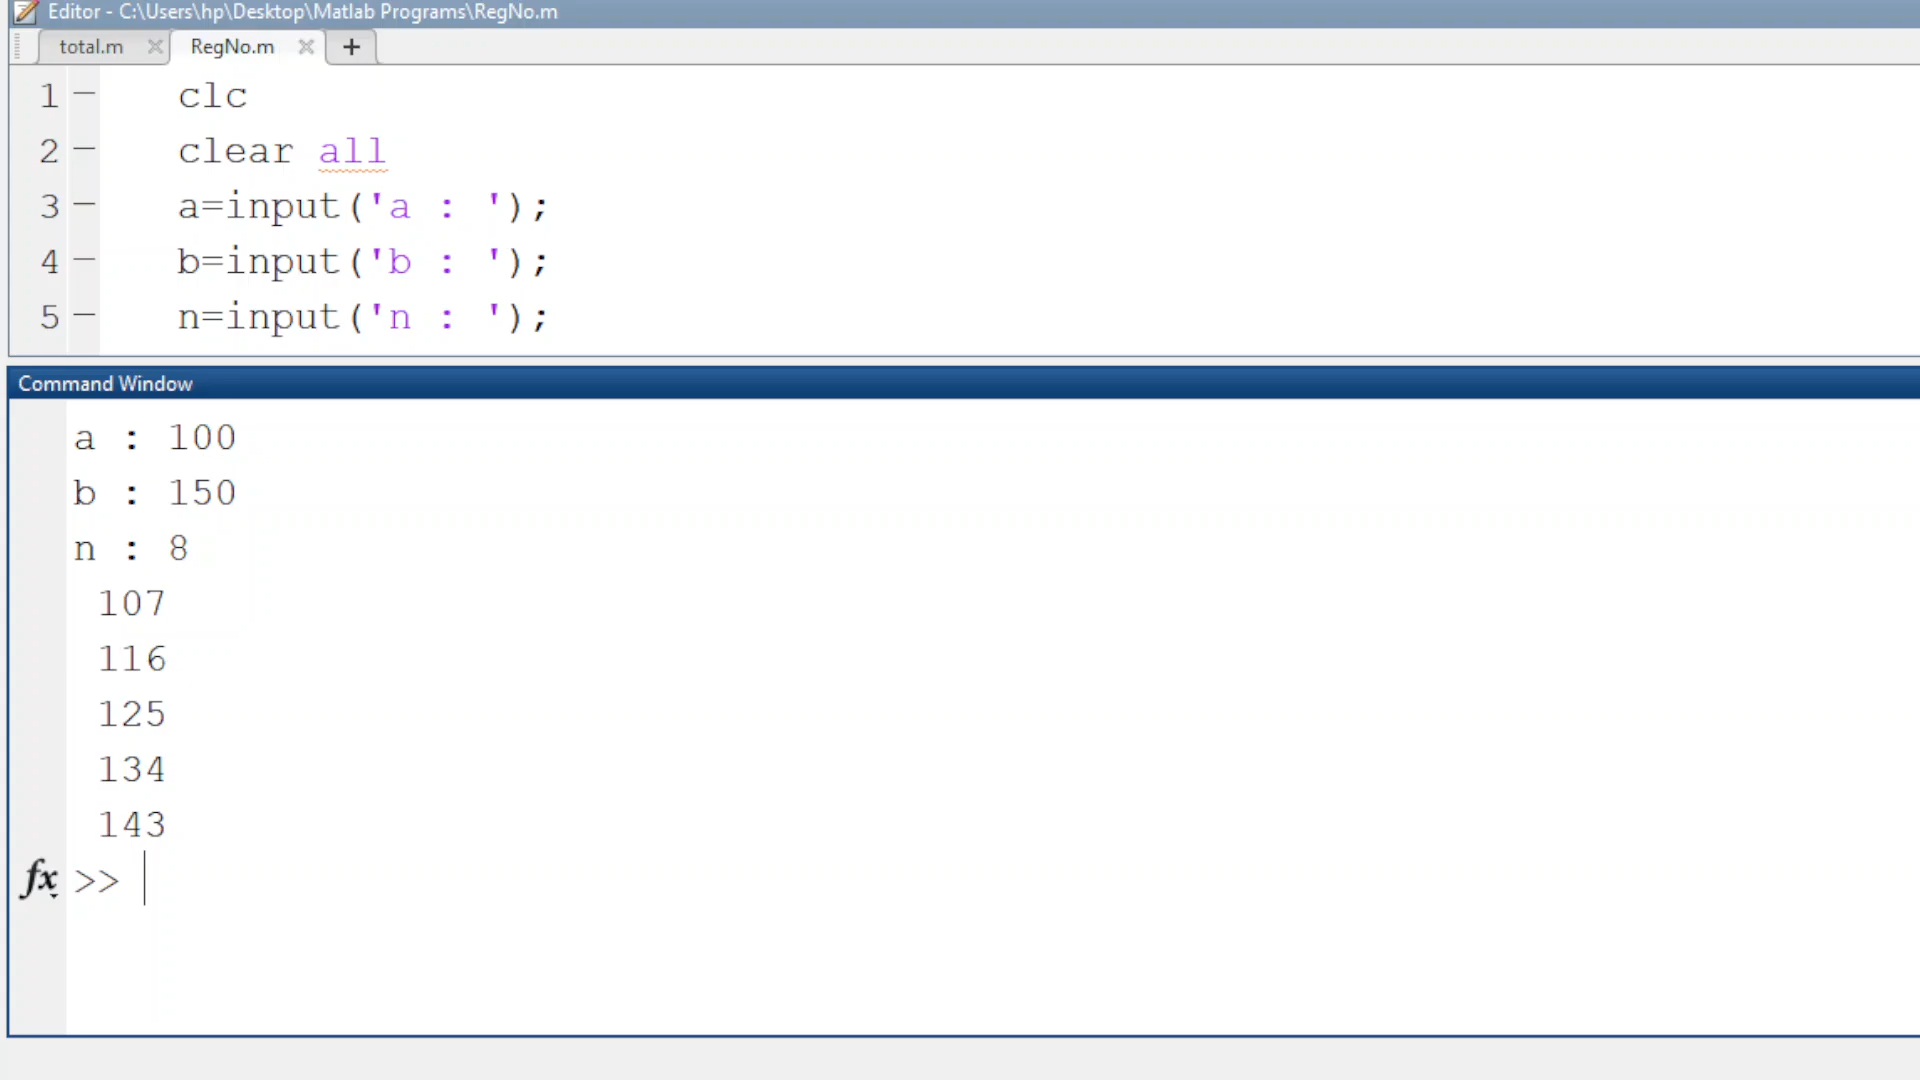 Editor - C:\Users\hp\Desktop\Matlab Programs\RegNo.m
total.m RegNo.m +
1 clc
2 clear all
3 a=input('a : ');
4 b=input('b : ');
5 n=input('n : ');
Command Window
a : 100
b : 150
n : 8
107
116
125
134
143
fx >>